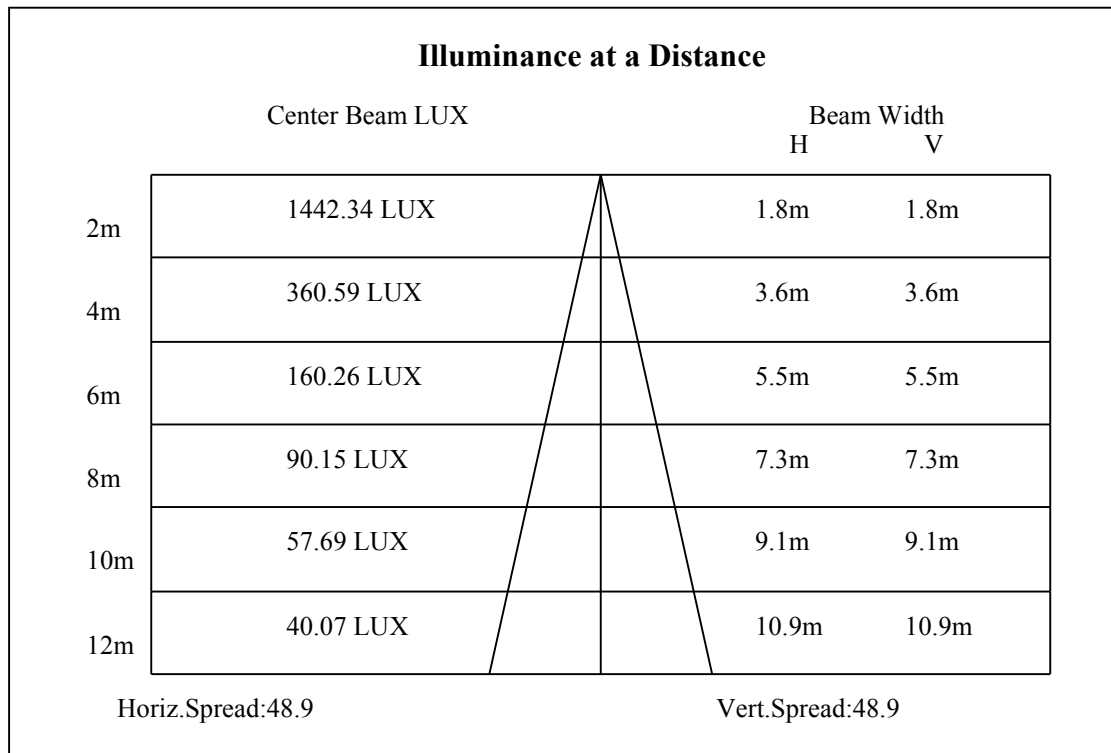 Illuminance at a Distance
Center Beam LUX Beam Width
H V
2m 1442.34 LUX 1.8m 1.8m
4m 360.59 LUX 3.6m 3.6m
6m 160.26 LUX 5.5m 5.5m
8m 90.15 LUX 7.3m 7.3m
10m 57.69 LUX 9.1m 9.1m
12m 40.07 LUX 10.9m 10.9m
Horiz.Spread:48.9 Vert.Spread:48.9